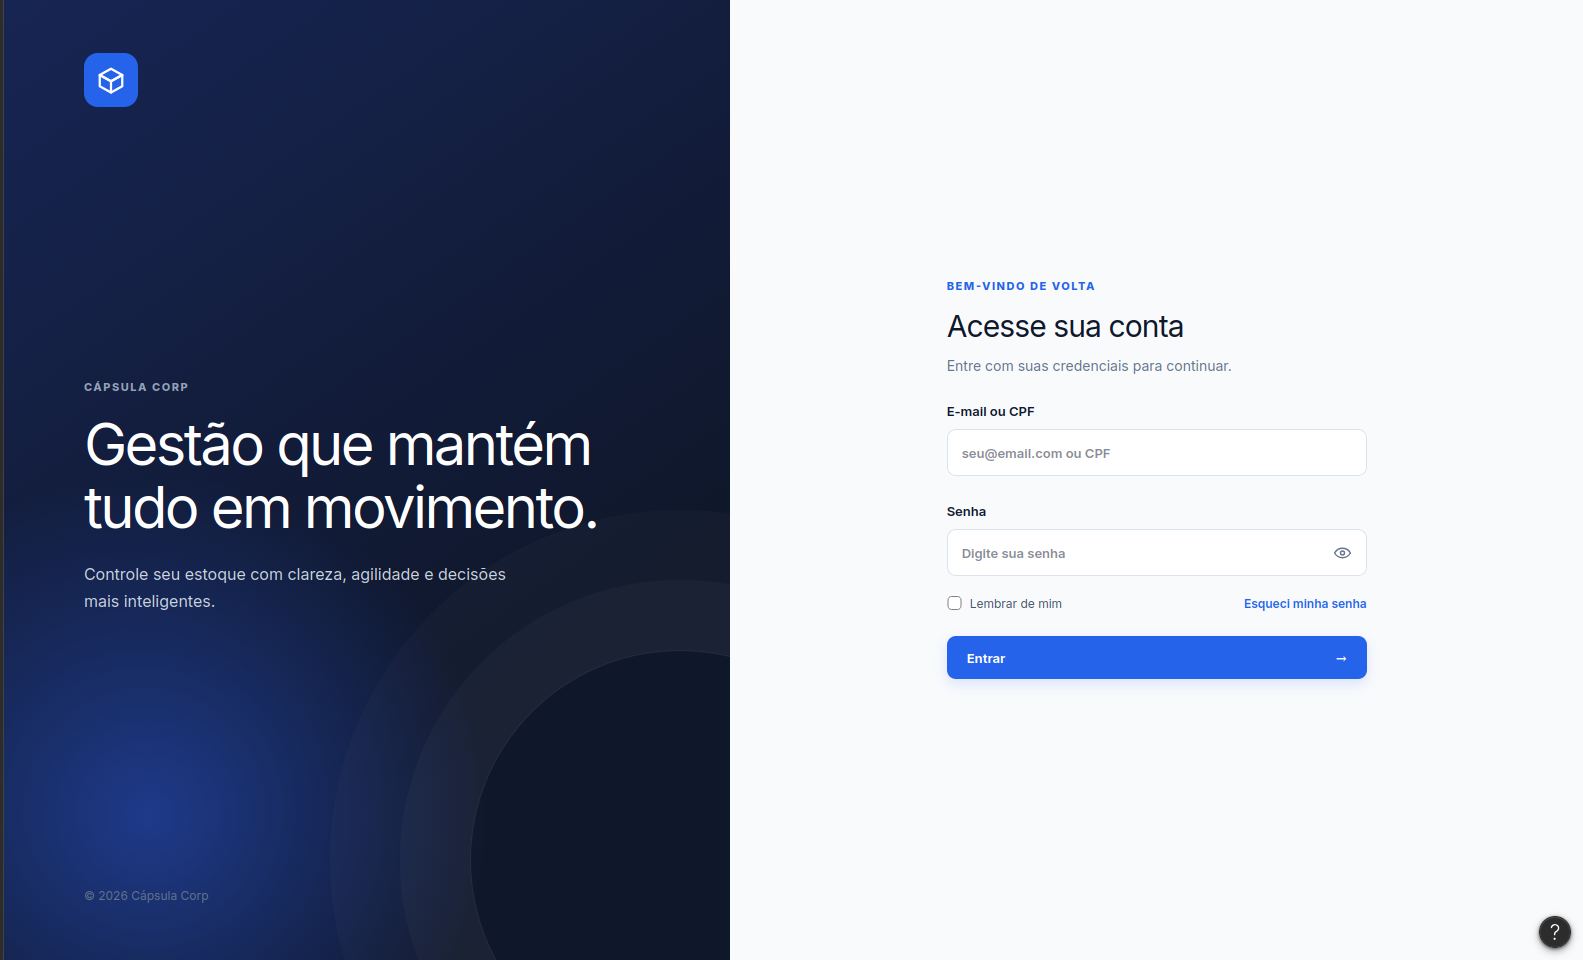 CÁPSULA CORP
Gestão que mantém
tudo em movimento.
Controle seu estoque com clareza, agilidade e decisões
mais inteligentes.
© 2026 Cápsula Corp
BEM-VINDO DE VOLTA
Acesse sua conta
Entre com suas credenciais para continuar.
E-mail ou CPF
seu@email.com ou CPF
Senha
Digite sua senha
Lembrar de mim
Esqueci minha senha
Entrar →
?